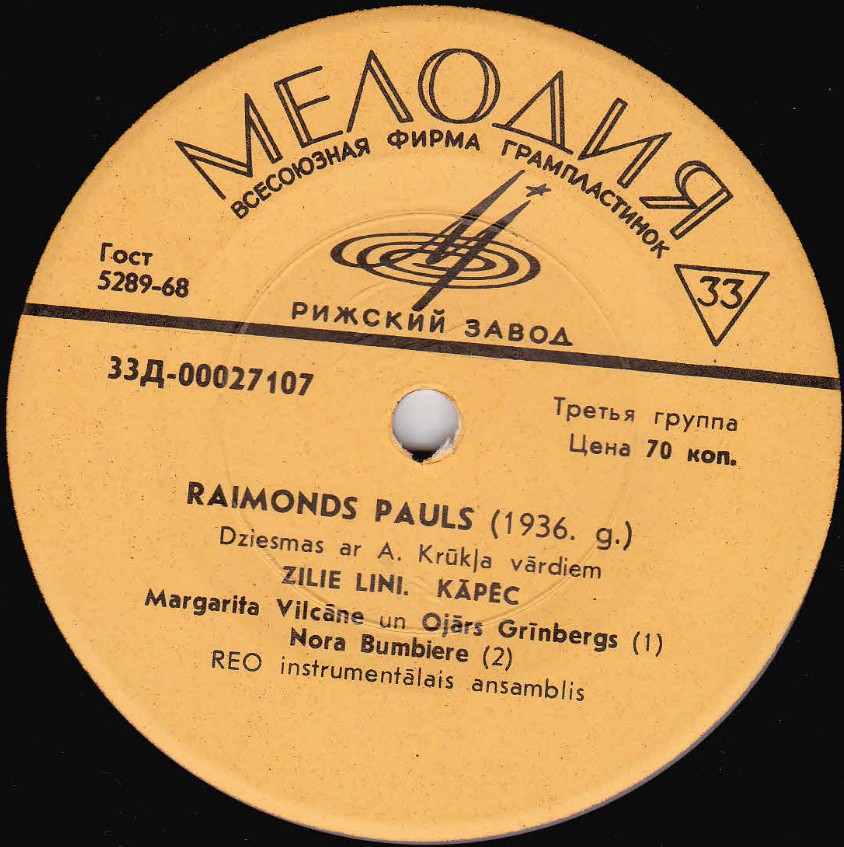 МЕЛОДИЯ
ВСЕСОЮЗНАЯ ФИРМА ГРАМПЛАСТИНОК
Гост
5289-68
33
РИЖСКИЙ ЗАВОД
33Д-00027107
Третья группа
Цена 70 коп.
RAIMONDS PAULS (1936. g.)
Dziesmas ar A. Krūkļa vārdiem
ZILIE LINI. KĀPĒC
Margarita Vilcāne un Ojārs Grīnbergs (1)
Nora Bumbiere (2)
REO instrumentālais ansamblis